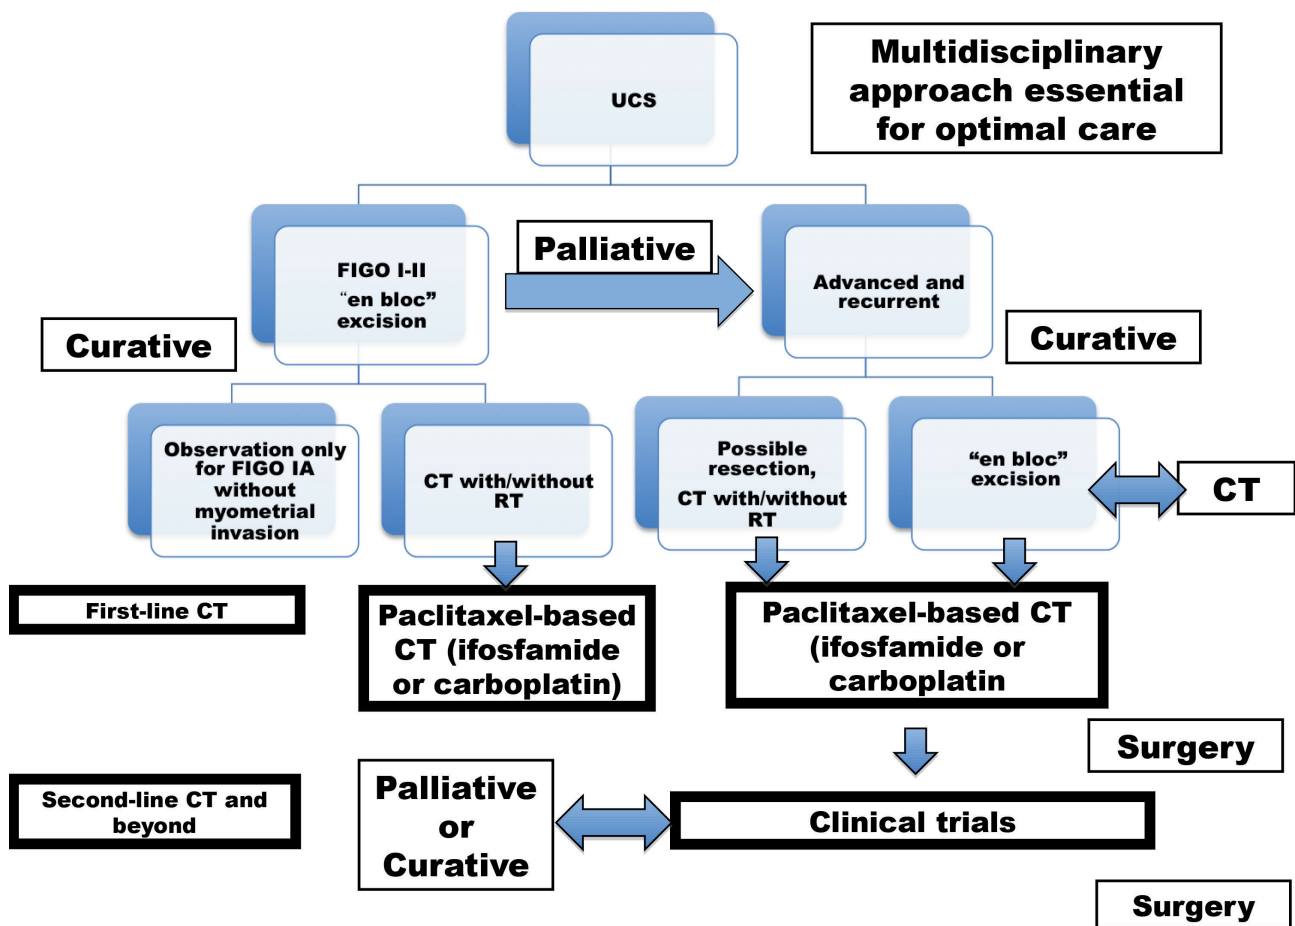 UCS
Multidisciplinary
approach essential
for optimal care
FIGO I-II
“en bloc”
excision
Palliative
Advanced and
recurrent
Curative
Curative
Observation only
for FIGO IA
without
myometrial
invasion
CT with/without
RT
Possible
resection,
CT with/without
RT
“en bloc”
excision
CT
First-line CT
Paclitaxel-based
CT (ifosfamide
or carboplatin)
Paclitaxel-based CT
(ifosfamide or
carboplatin
Surgery
Second-line CT and
beyond
Palliative
or
Curative
Clinical trials
Surgery